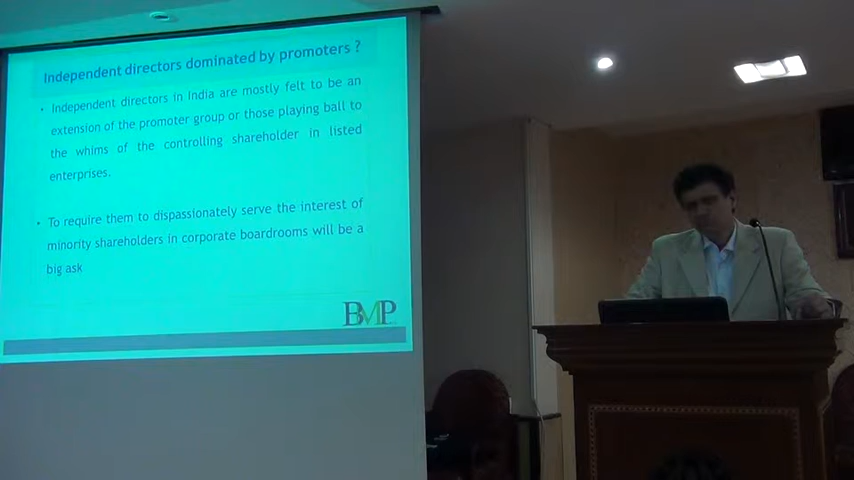 Independent directors dominated by promoters ?
• Independent directors in India are mostly felt to be an
extension of the promoter group or those playing ball to
the whims of the controlling shareholder in listed
enterprises.
• To require them to dispassionately serve the interest of
minority shareholders in corporate boardrooms will be a
big ask
BMP